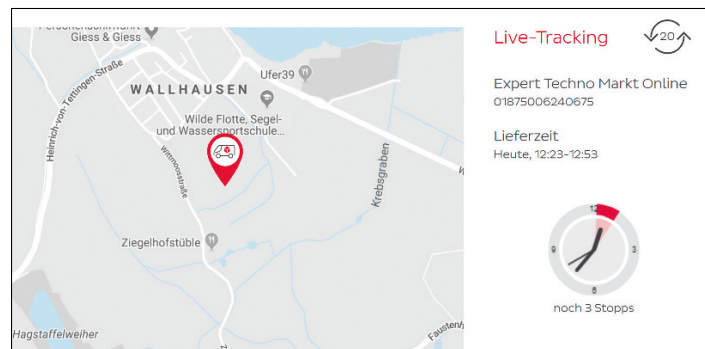 Personenschifffahrt
Giess & Giess
Heinrich-von-Tettingen-Straße
WALLHAUSEN
Ufer39
Wilde Flotte, Segel-
und Wassersportschule...
Wittmoosstraße
Krebsgraben
Ziegelhofstüble
Hagstaffelweiher
Live-Tracking
20
Expert Techno Markt Online
01875006240675
Lieferzeit
Heute, 12:23-12:53
12
9
3
6
noch 3 Stopps